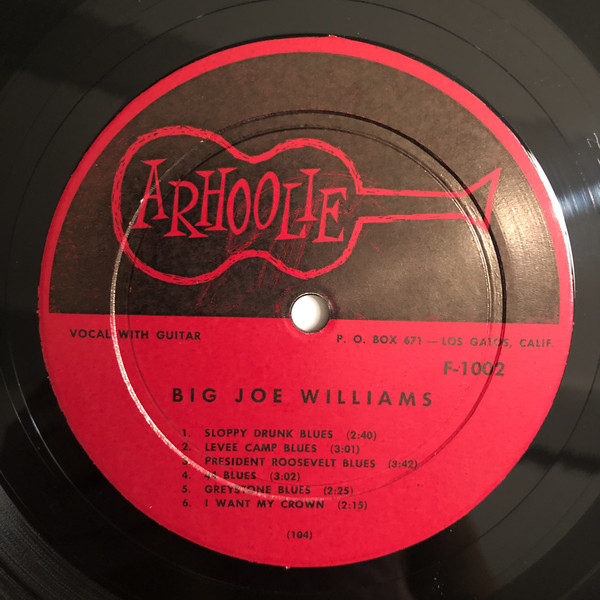 ARHOOLIE
VOCAL WITH GUITAR
P. O. BOX 671 — LOS GATOS, CALIF.
F-1002
BIG JOE WILLIAMS
1. SLOPPY DRUNK BLUES (2:40)
2. LEVEE CAMP BLUES (3:01)
3. PRESIDENT ROOSEVELT BLUES (3:42)
4. 44 BLUES (3:02)
5. GREYSTONE BLUES (2:25)
6. I WANT MY CROWN (2:15)
(104)